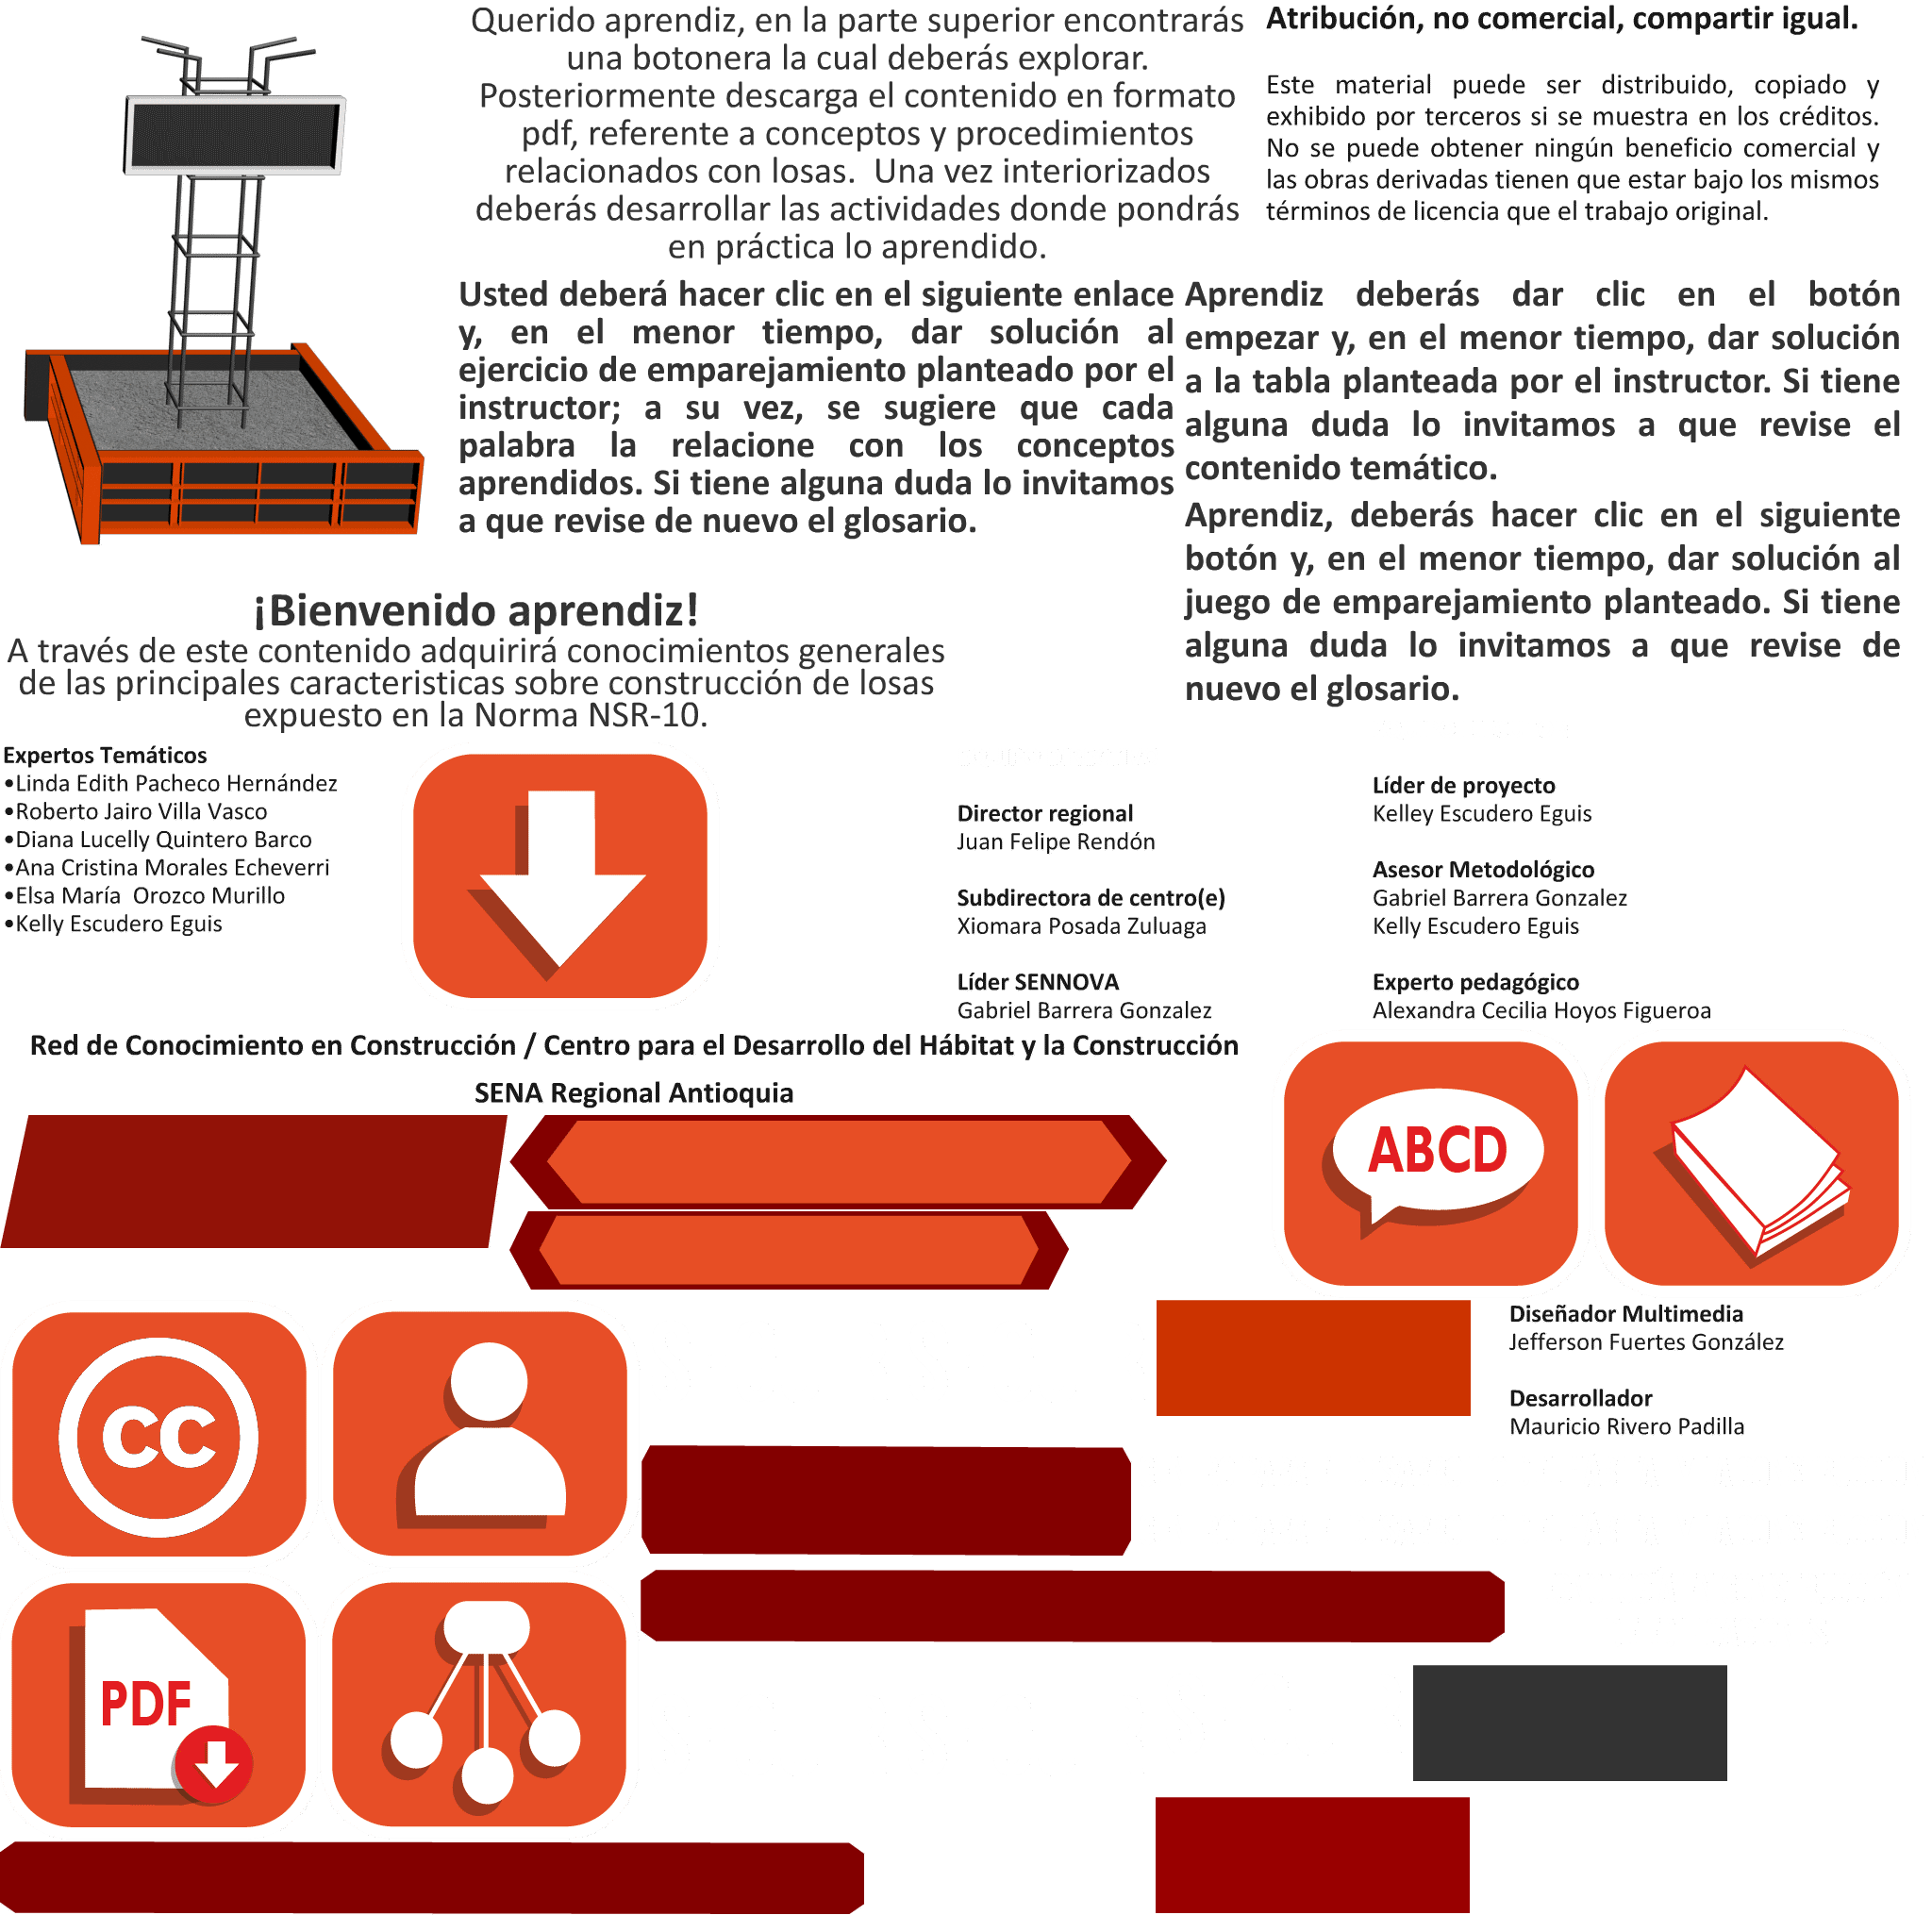 Querido aprendiz, en la parte superior encontrarás
una botonera la cual deberás explorar.
Posteriormente descarga el contenido en formato
pdf, referente a conceptos y procedimientos
relacionados con losas.  Una vez interiorizados
deberás desarrollar las actividades donde pondrás
en práctica lo aprendido.
Atribución, no comercial, compartir igual.
Este material puede ser distribuido, copiado y
exhibido por terceros si se muestra en los créditos.
No se puede obtener ningún beneficio comercial y
las obras derivadas tienen que estar bajo los mismos
términos de licencia que el trabajo original.
Usted deberá hacer clic en el siguiente enlace
y, en el menor tiempo, dar solución al
ejercicio de emparejamiento planteado por el
instructor; a su vez, se sugiere que cada
palabra la relacione con los conceptos
aprendidos. Si tiene alguna duda lo invitamos
a que revise de nuevo el glosario.
Aprendiz deberás dar clic en el botón
empezar y, en el menor tiempo, dar solución
a la tabla planteada por el instructor. Si tiene
alguna duda lo invitamos a que revise el
contenido temático.
Aprendiz, deberás hacer clic en el siguiente
botón y, en el menor tiempo, dar solución al
juego de emparejamiento planteado. Si tiene
alguna duda lo invitamos a que revise de
nuevo el glosario.
¡Bienvenido aprendiz!
A través de este contenido adquirirá conocimientos generales
de las principales caracteristicas sobre construcción de losas
expuesto en la Norma NSR-10.
Expertos Temáticos
•Linda Edith Pacheco Hernández
•Roberto Jairo Villa Vasco
•Diana Lucelly Quintero Barco
•Ana Cristina Morales Echeverri
•Elsa María  Orozco Murillo
•Kelly Escudero Eguis
Director regional
Juan Felipe Rendón
Subdirectora de centro(e)
Xiomara Posada Zuluaga
Líder SENNOVA
Gabriel Barrera Gonzalez
Líder de proyecto
Kelley Escudero Eguis
Asesor Metodológico
Gabriel Barrera Gonzalez
Kelly Escudero Eguis
Experto pedagógico
Alexandra Cecilia Hoyos Figueroa
Red de Conocimiento en Construcción / Centro para el Desarrollo del Hábitat y la Construcción
SENA Regional Antioquia
ABCD
CC
Diseñador Multimedia
Jefferson Fuertes González
Desarrollador
Mauricio Rivero Padilla
PDF